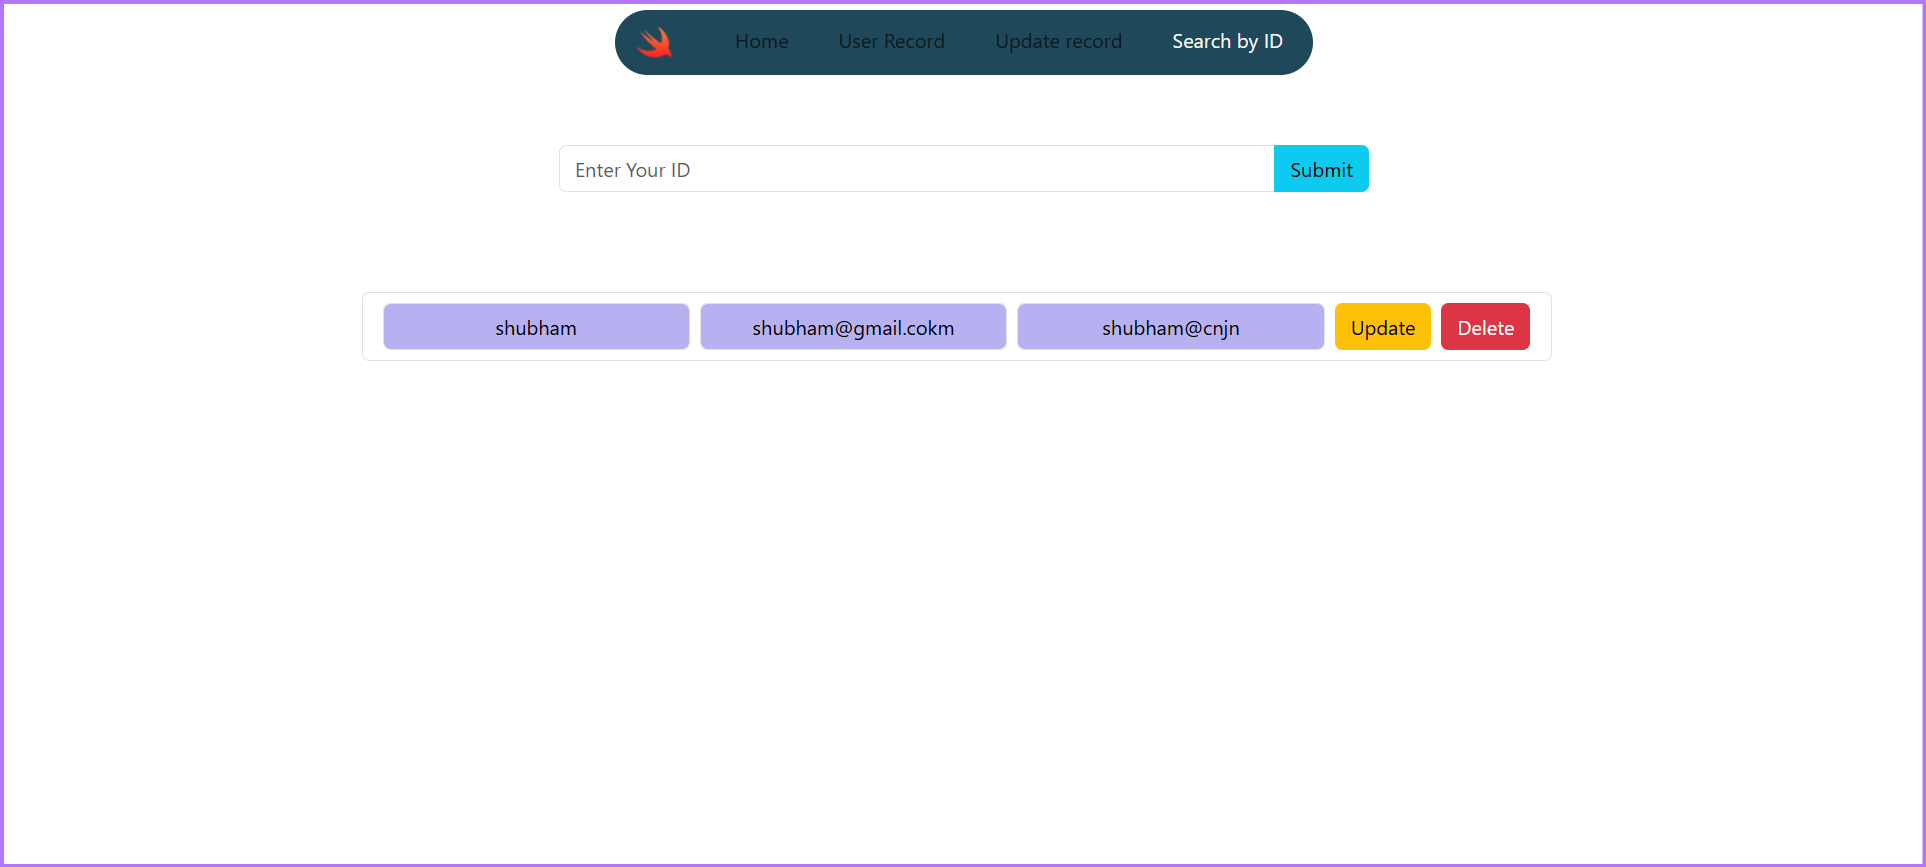 Home User Record Update record Search by ID
Enter Your ID Submit
shubham shubham@gmail.cokm shubham@cnjn Update Delete